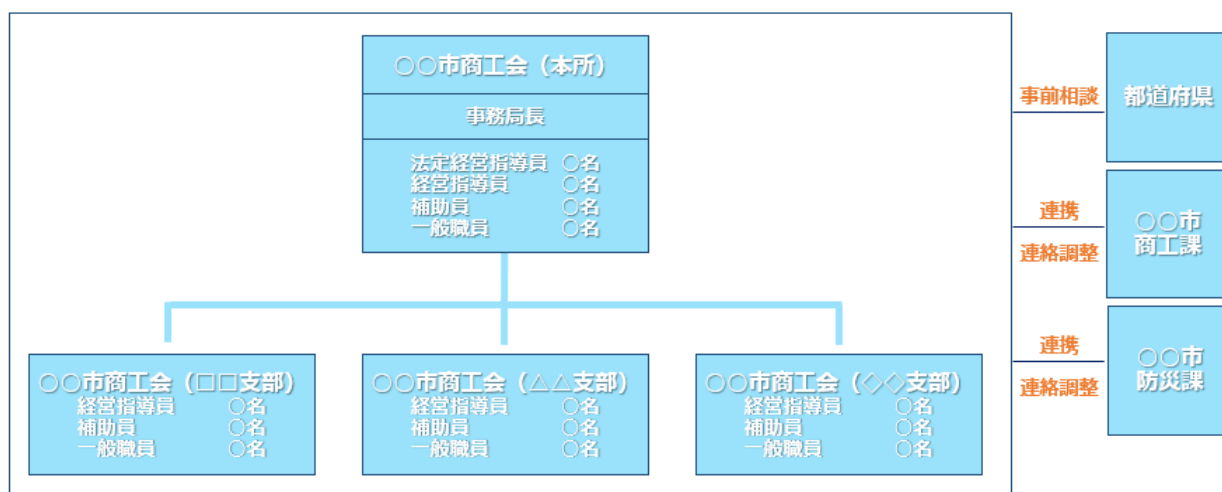 ○○市商工会（本所）
事務局長
法定経営指導員　○名
経営指導員　○名
補助員　○名
一般職員　○名
○○市商工会（□□支部）
経営指導員　○名
補助員　○名
一般職員　○名
○○市商工会（△△支部）
経営指導員　○名
補助員　○名
一般職員　○名
○○市商工会（◇◇支部）
経営指導員　○名
補助員　○名
一般職員　○名
事前相談
都道府県
連携
連絡調整
○○市
商工課
連携
連絡調整
○○市
防災課